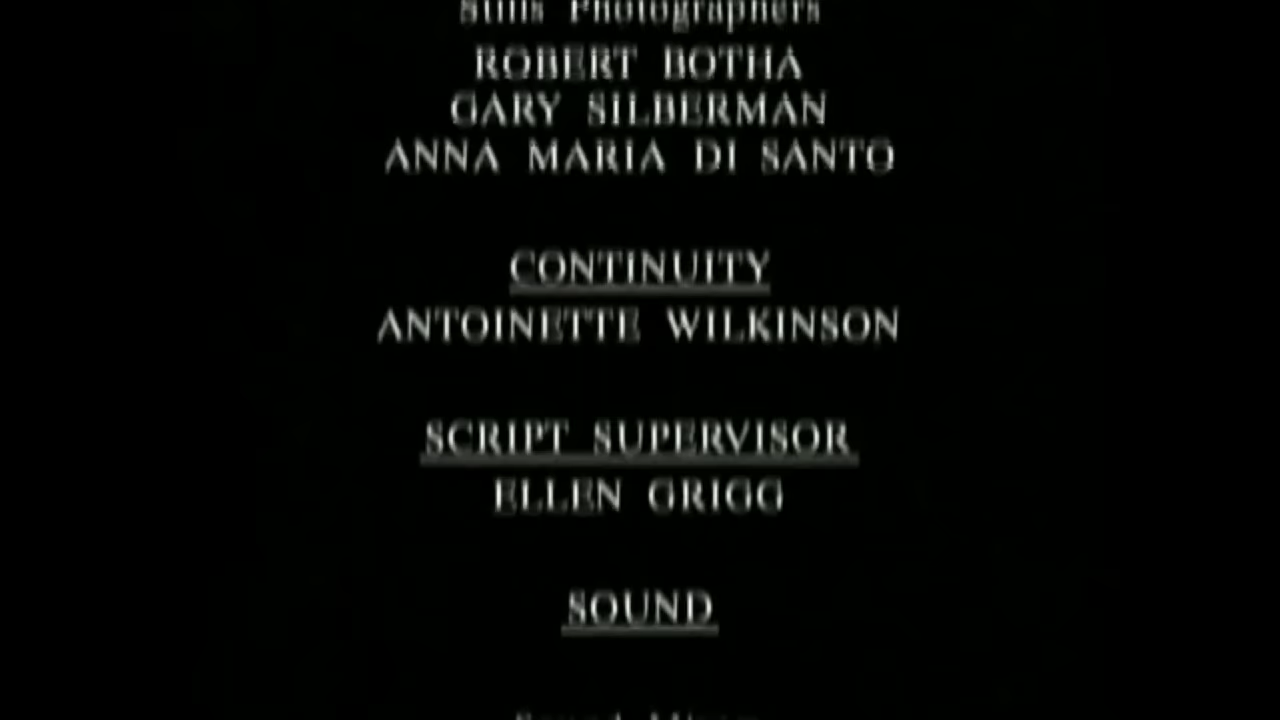 Stills Photographers
ROBERT BOTHA
GARY SILBERMAN
ANNA MARIA DI SANTO
CONTINUITY
ANTOINETTE WILKINSON
SCRIPT SUPERVISOR
ELLEN GRIGG
SOUND